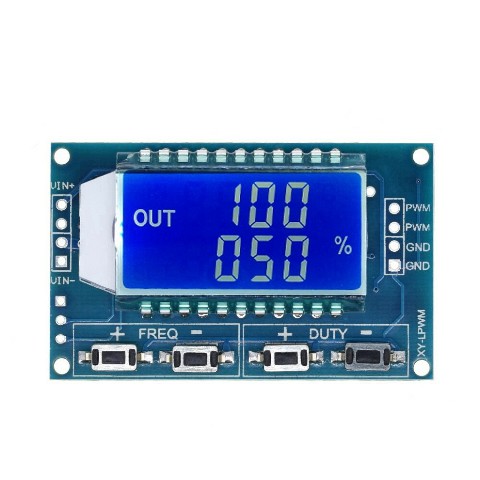 VIN+
VIN-
OUT 100
050 %
PWM
PWM
GND
GND
+ FREQ -
+ DUTY -
XY-LPWM